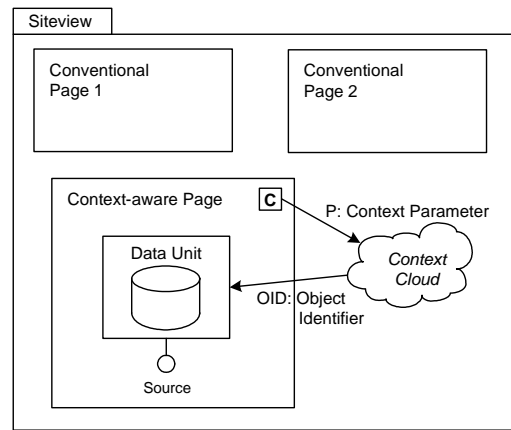 Siteview
Conventional
Page 1
Conventional
Page 2
Context-aware Page
C
P: Context Parameter
Data Unit
Context
Cloud
OID: Object
Identifier
Source